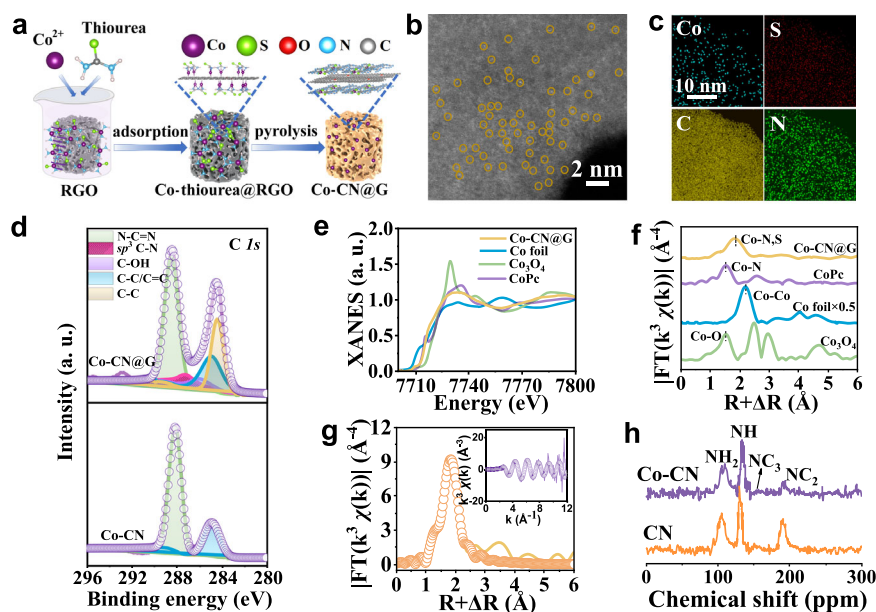 a
Co2+
Thiourea
Co S O N C
adsorption
pyrolysis
RGO
Co-thiourea@RGO
Co-CN@G
b
2 nm
c
Co
S
10 nm
C
N
d
N-C=N
sp3 C-N
C-OH
C-C/C=C
C-C
C 1s
Co-CN@G
Co-CN
Intensity (a. u.)
296 292 288 284 280
Binding energy (eV)
e
Co-CN@G
Co foil
Co3O4
CoPc
XANES (a. u.)
2.0
1.5
1.0
0.5
0.0
7710 7740 7770 7800
Energy (eV)
f
Co-N,S
Co-CN@G
Co-N
CoPc
Co-Co
Co foil×0.5
Co-O
Co3O4
|FT(k3 χ(k))| (Å-4)
0 1 2 3 4 5 6
R+ΔR (Å)
g
|FT(k3 χ(k))| (Å-4)
12
9
6
3
0
0 1 2 3 4 5 6
R+ΔR (Å)
k3 χ(k) (Å-3)
20
0
-20
0 4 8 12
k (Å-1)
h
NH
NH2
NC3
NC2
Co-CN
CN
0 100 200 300
Chemical shift (ppm)